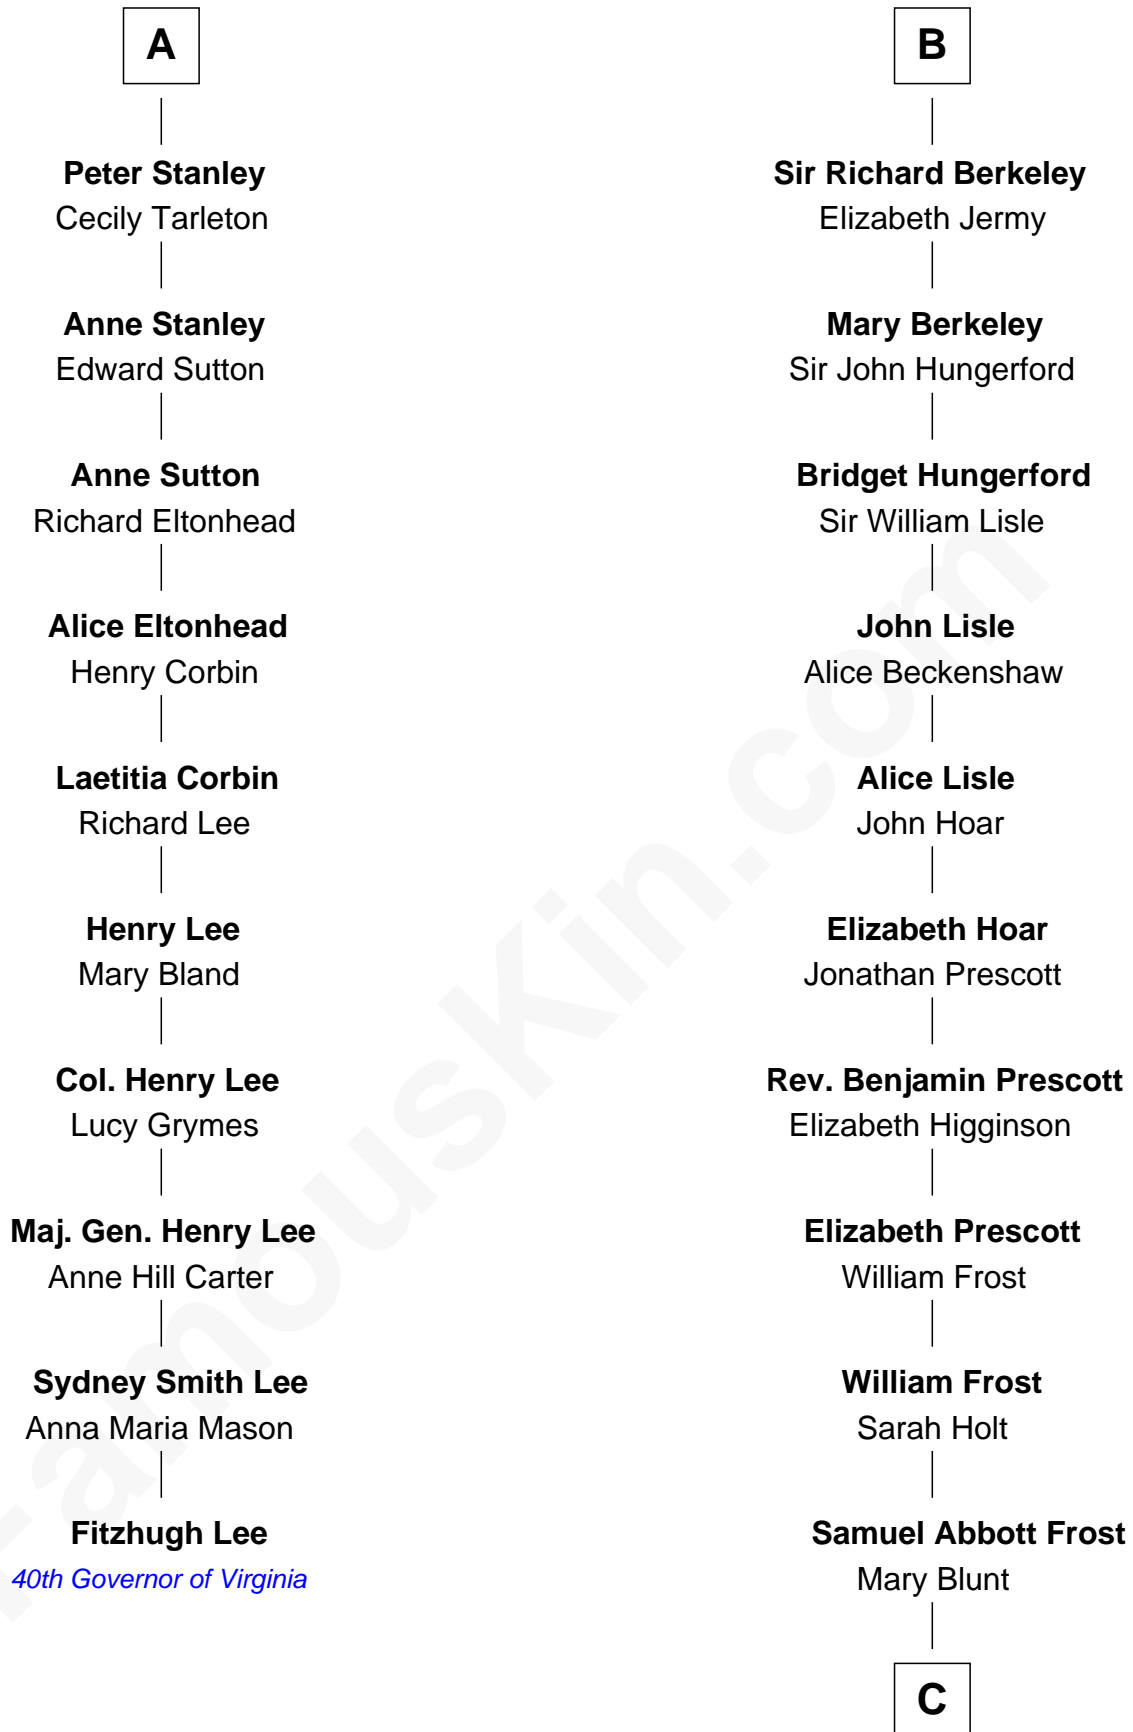 A
Peter Stanley
Cecily Tarleton
Anne Stanley
Edward Sutton
Anne Sutton
Richard Eltonhead
Alice Eltonhead
Henry Corbin
Laetitia Corbin
Richard Lee
Henry Lee
Mary Bland
Col. Henry Lee
Lucy Grymes
Maj. Gen. Henry Lee
Anne Hill Carter
Sydney Smith Lee
Anna Maria Mason
Fitzhugh Lee
40th Governor of Virginia
B
Sir Richard Berkeley
Elizabeth Jermy
Mary Berkeley
Sir John Hungerford
Bridget Hungerford
Sir William Lisle
John Lisle
Alice Beckenshaw
Alice Lisle
John Hoar
Elizabeth Hoar
Jonathan Prescott
Rev. Benjamin Prescott
Elizabeth Higginson
Elizabeth Prescott
William Frost
William Frost
Sarah Holt
Samuel Abbott Frost
Mary Blunt
C
FamousKin.com